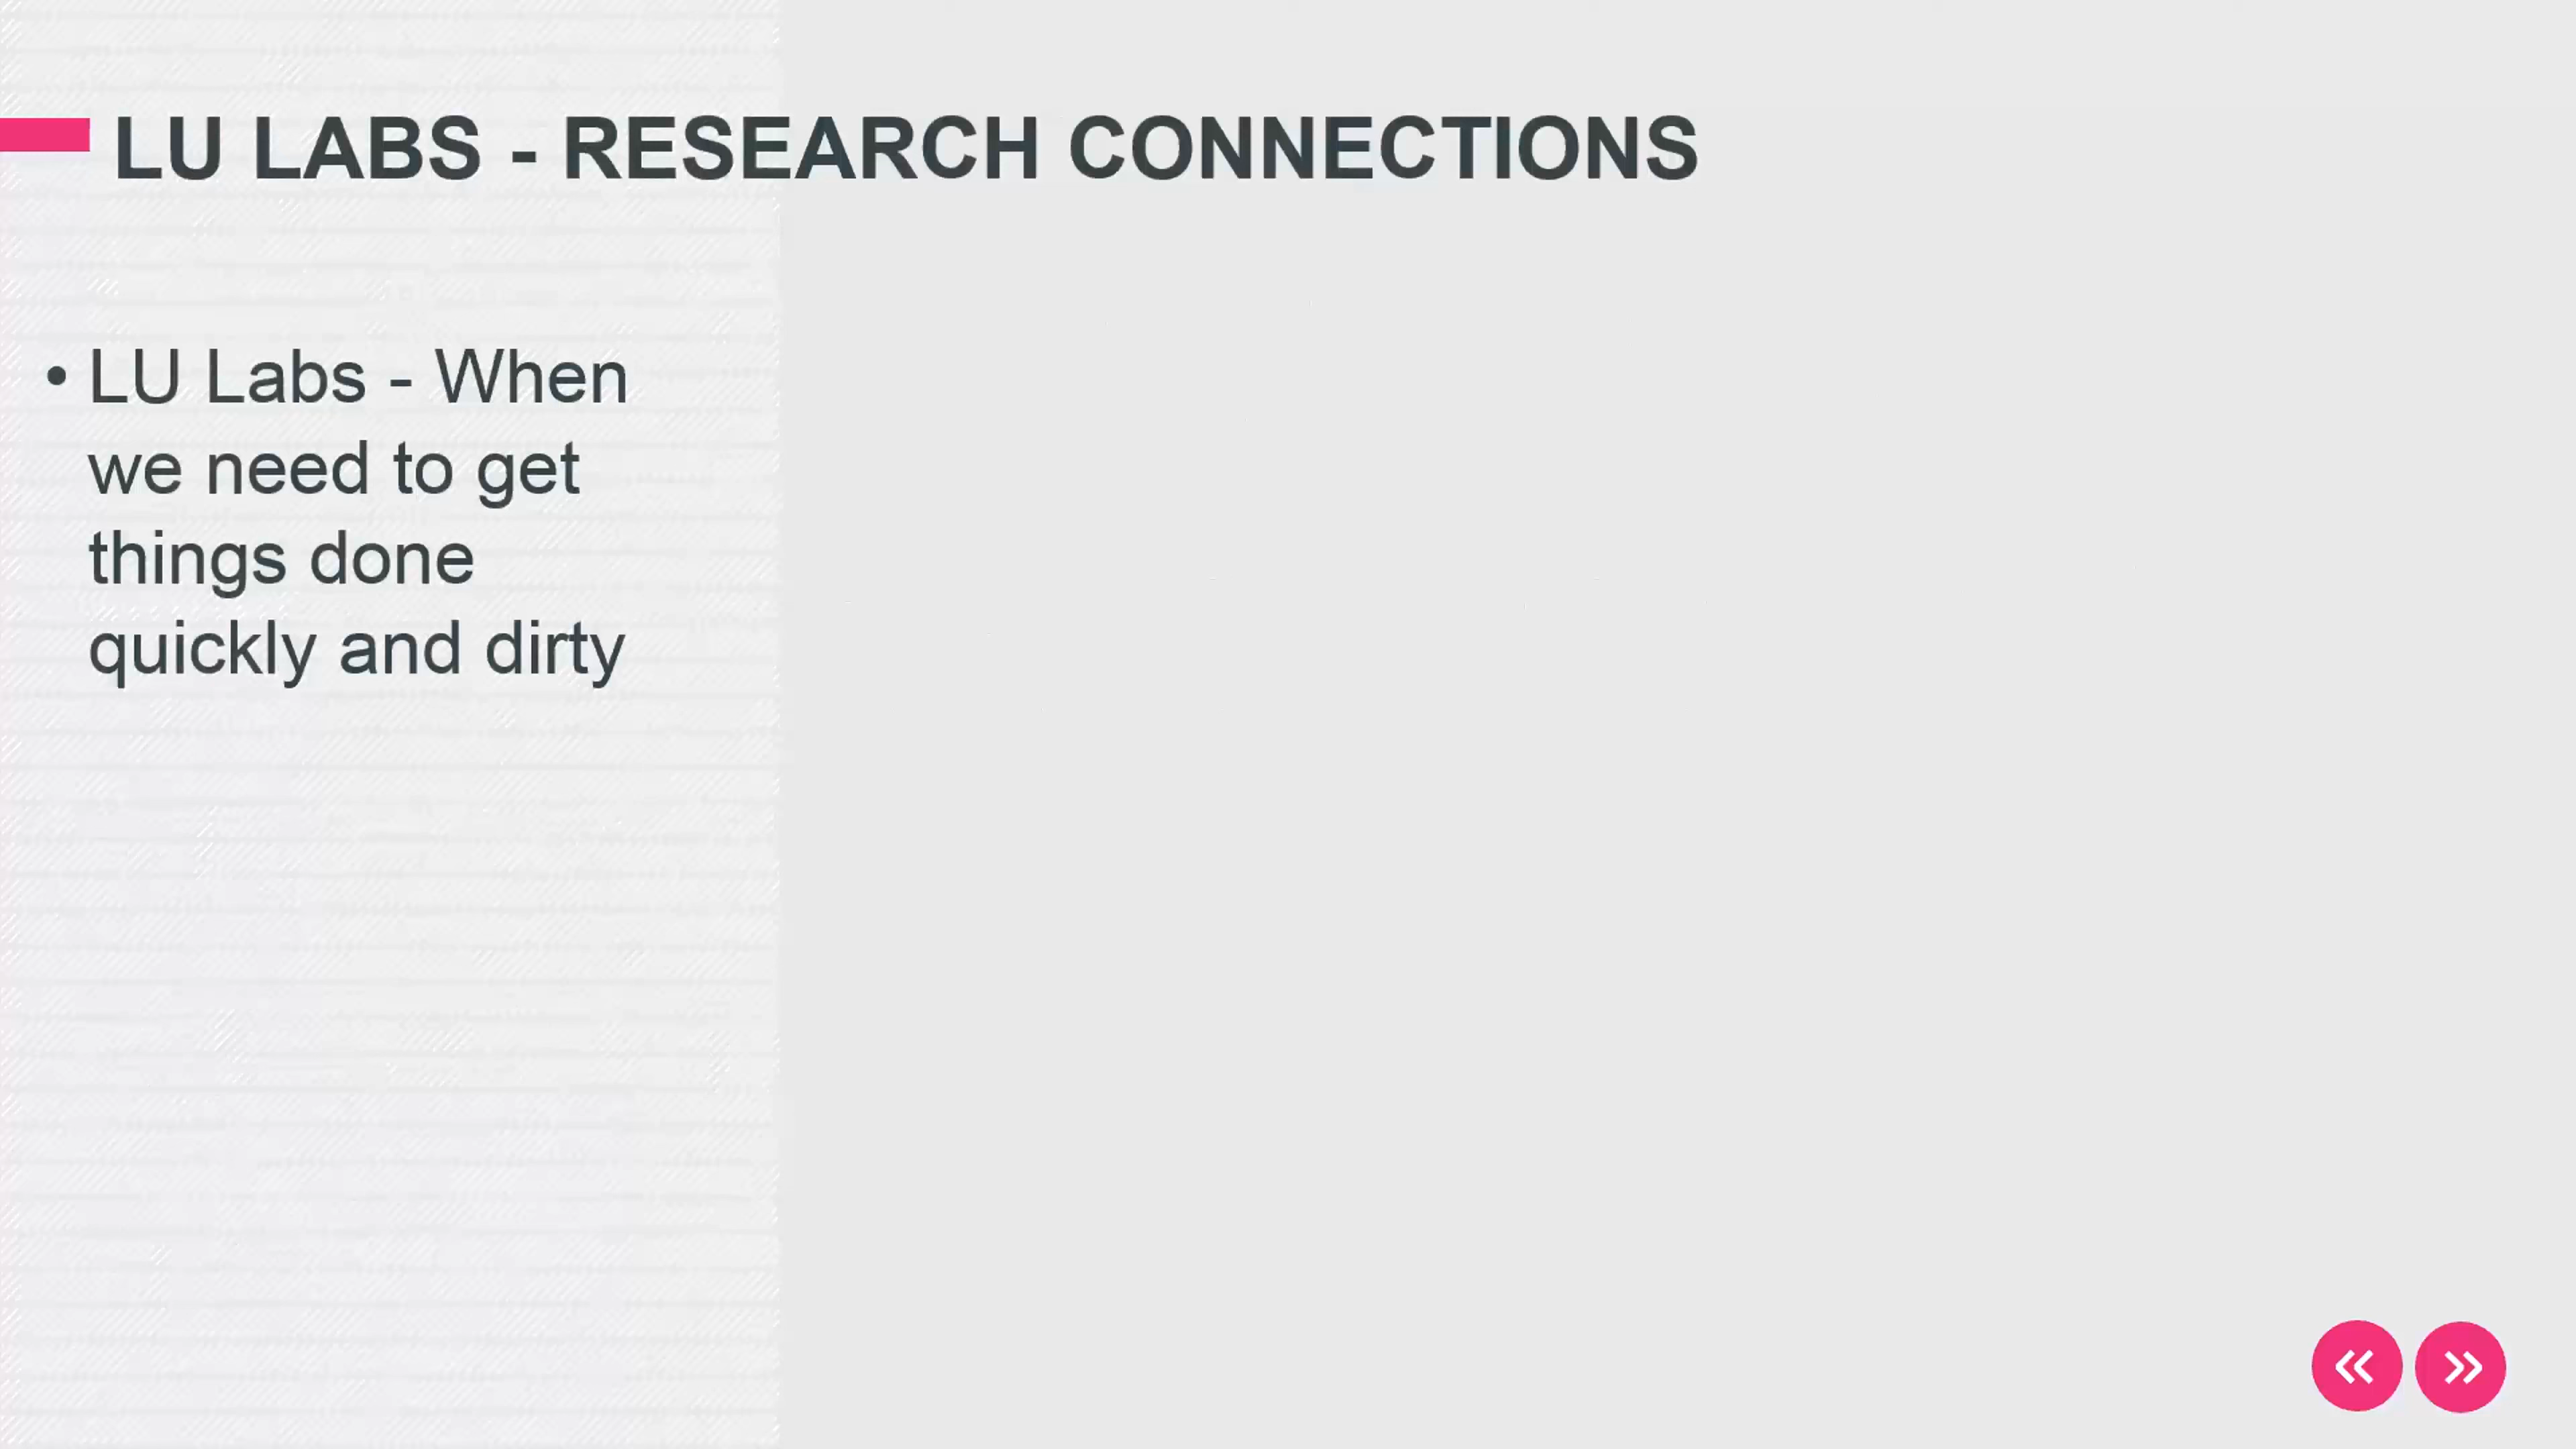 LU LABS - RESEARCH CONNECTIONS
• LU Labs - When
we need to get
things done
quickly and dirty